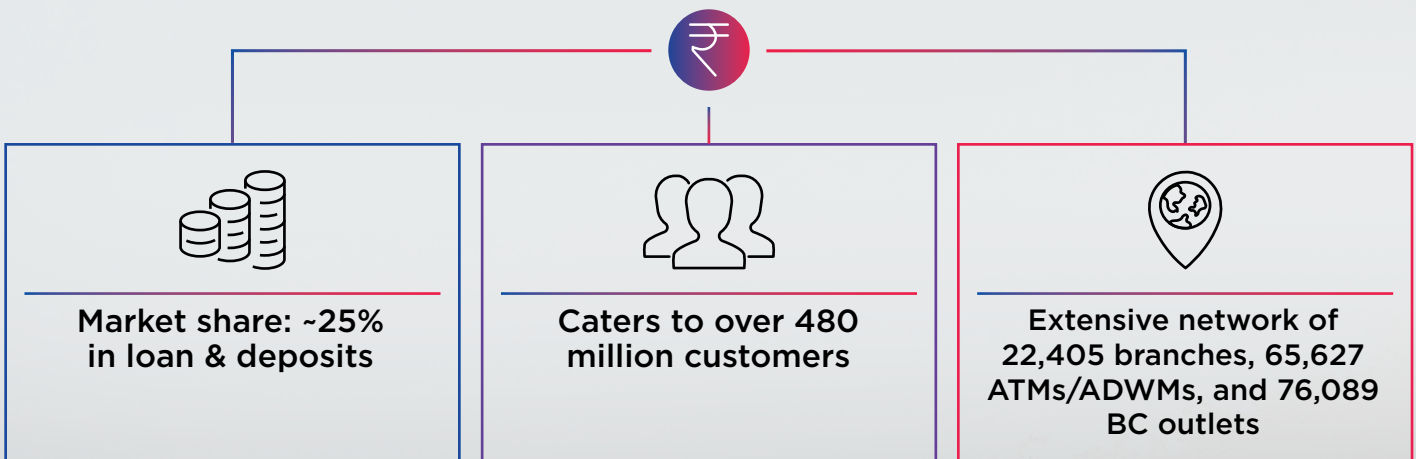 ₹
Market share: ~25%
in loan & deposits
Caters to over 480
million customers
Extensive network of
22,405 branches, 65,627
ATMs/ADWMs, and 76,089
BC outlets